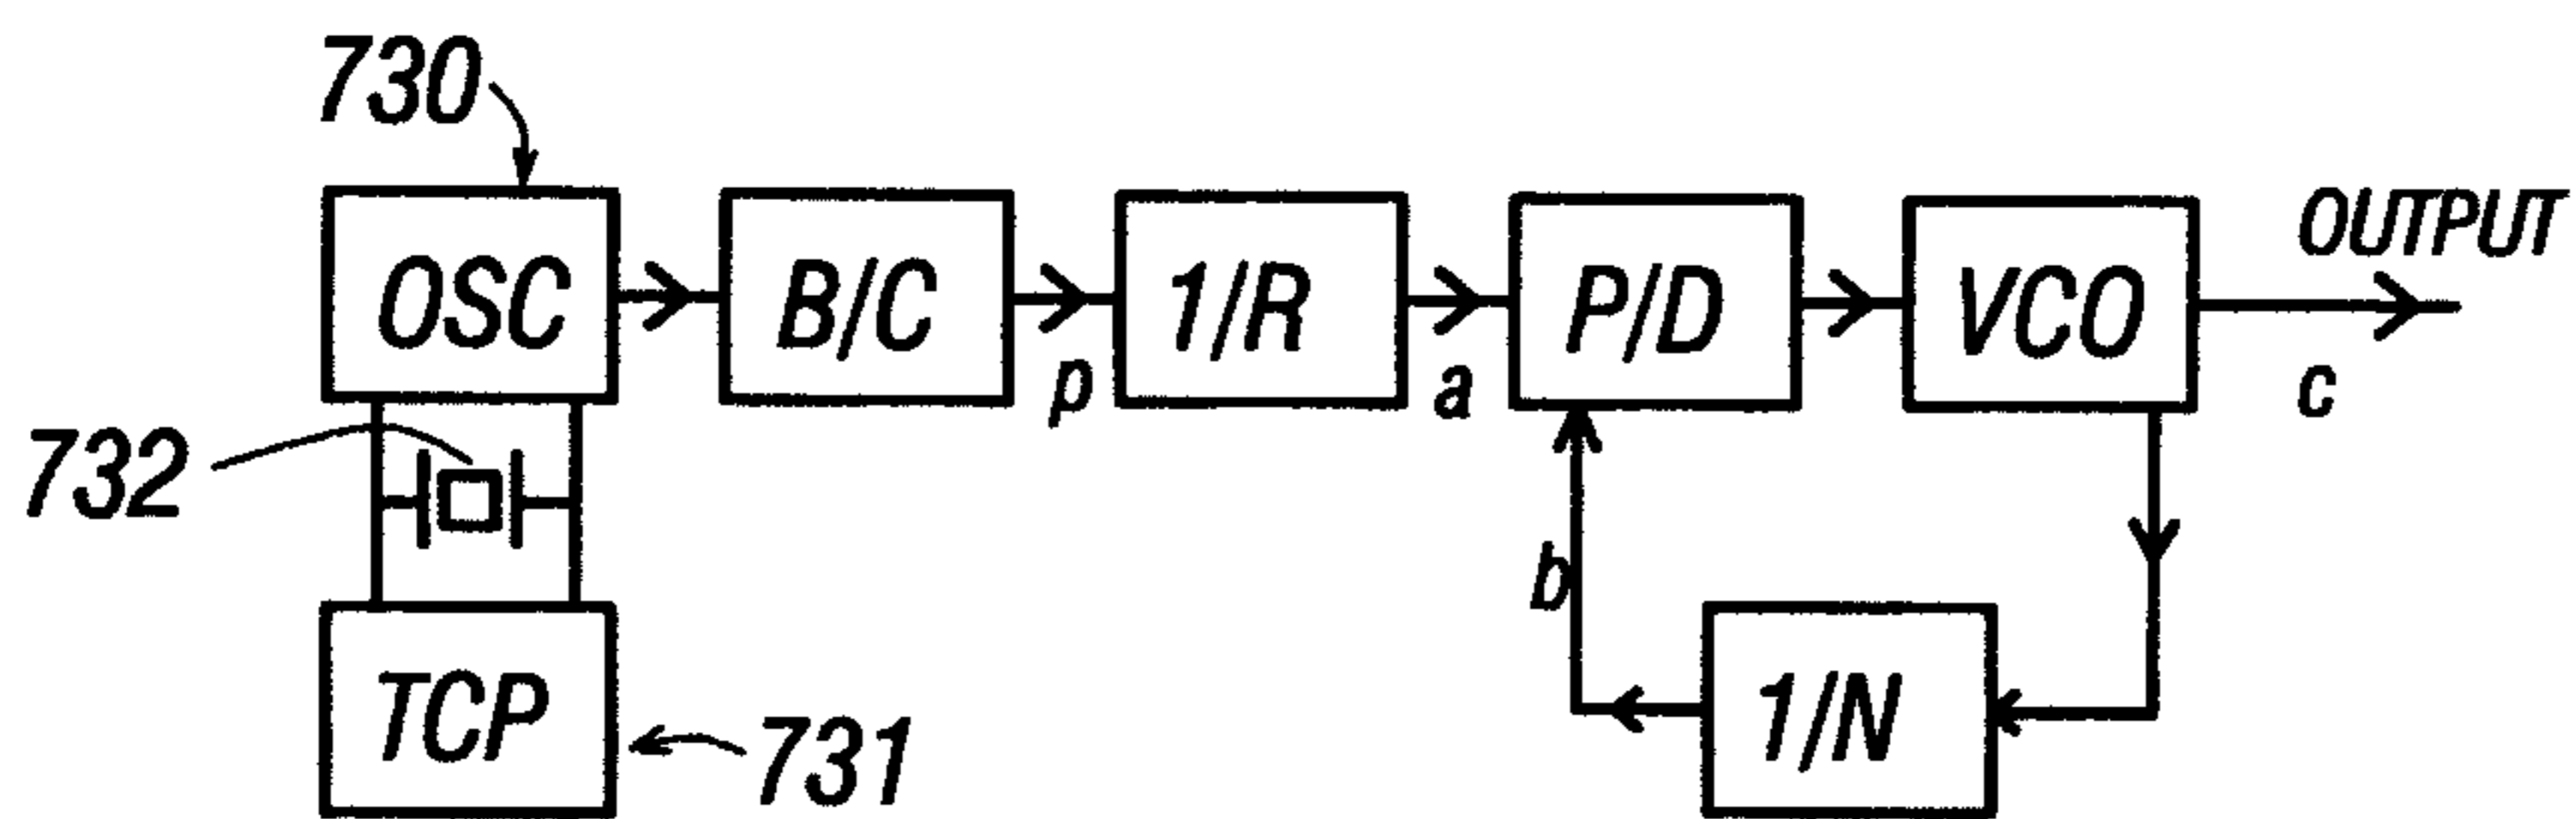 730
OSC
B/C
p
1/R
a
P/D
VCO
OUTPUT
c
732
b
TCP
731
1/N